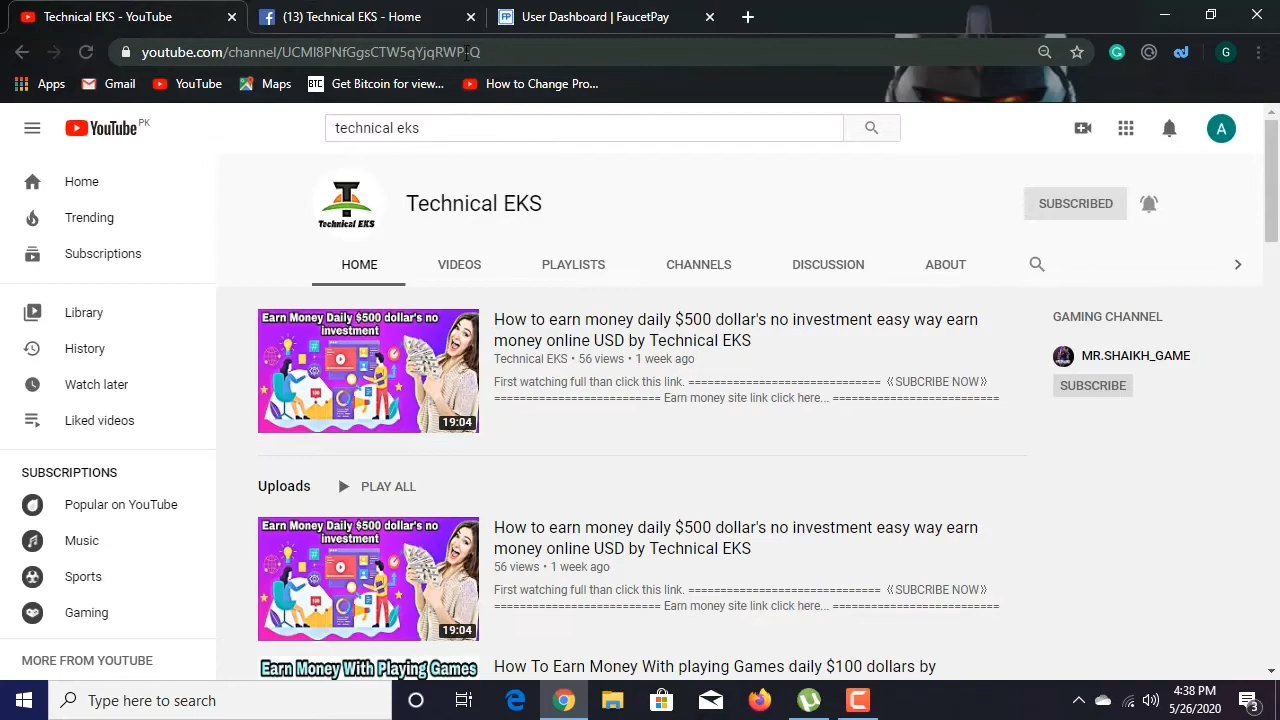 Technical EKS - YouTube
(13) Technical EKS - Home
FP
User Dashboard | FaucetPay
Apps
Gmail
YouTube
Maps
BTC
Get Bitcoin for view...
How to Change Pro...
G
YouTube PK
technical eks
A
Home
Trending
Subscriptions
Library
History
Watch later
Liked videos
SUBSCRIPTIONS
Popular on YouTube
Music
Sports
Gaming
MORE FROM YOUTUBE
Technical EKS
Technical EKS
SUBSCRIBED
HOME
VIDEOS
PLAYLISTS
CHANNELS
DISCUSSION
ABOUT
Earn Money Daily $500 dollar's no
investment
19:04
How to earn money daily $500 dollar's no investment easy way earn
money online USD by Technical EKS
Technical EKS • 56 views • 1 week ago
First watching full than click this link. ============================ 《SUBCRIBE NOW》
======================== Earn money site link click here... ========================
GAMING CHANNEL
MR.SHAIKH_GAME
SUBSCRIBE
Uploads
PLAY ALL
Earn Money Daily $500 dollar's no
investment
19:04
How to earn money daily $500 dollar's no investment easy way earn
money online USD by Technical EKS
56 views • 1 week ago
First watching full than click this link. ============================ 《SUBCRIBE NOW》
======================== Earn money site link click here... ========================
Earn Money With Playing Games
How To Earn Money With playing Games daily $100 dollars by
Type here to search
4:38 PM
5/26/2020
3